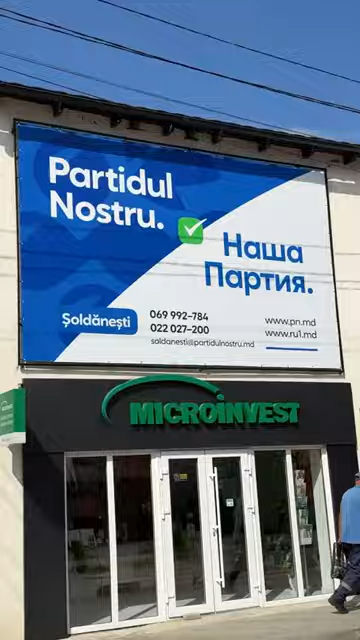 Partidul
Nostru.
Наша
Партия.
Şoldăneşti
069 992-784
022 027-200
soldanesti@partidulnostru.md
www.pn.md
www.ru1.md
MICROINVEST